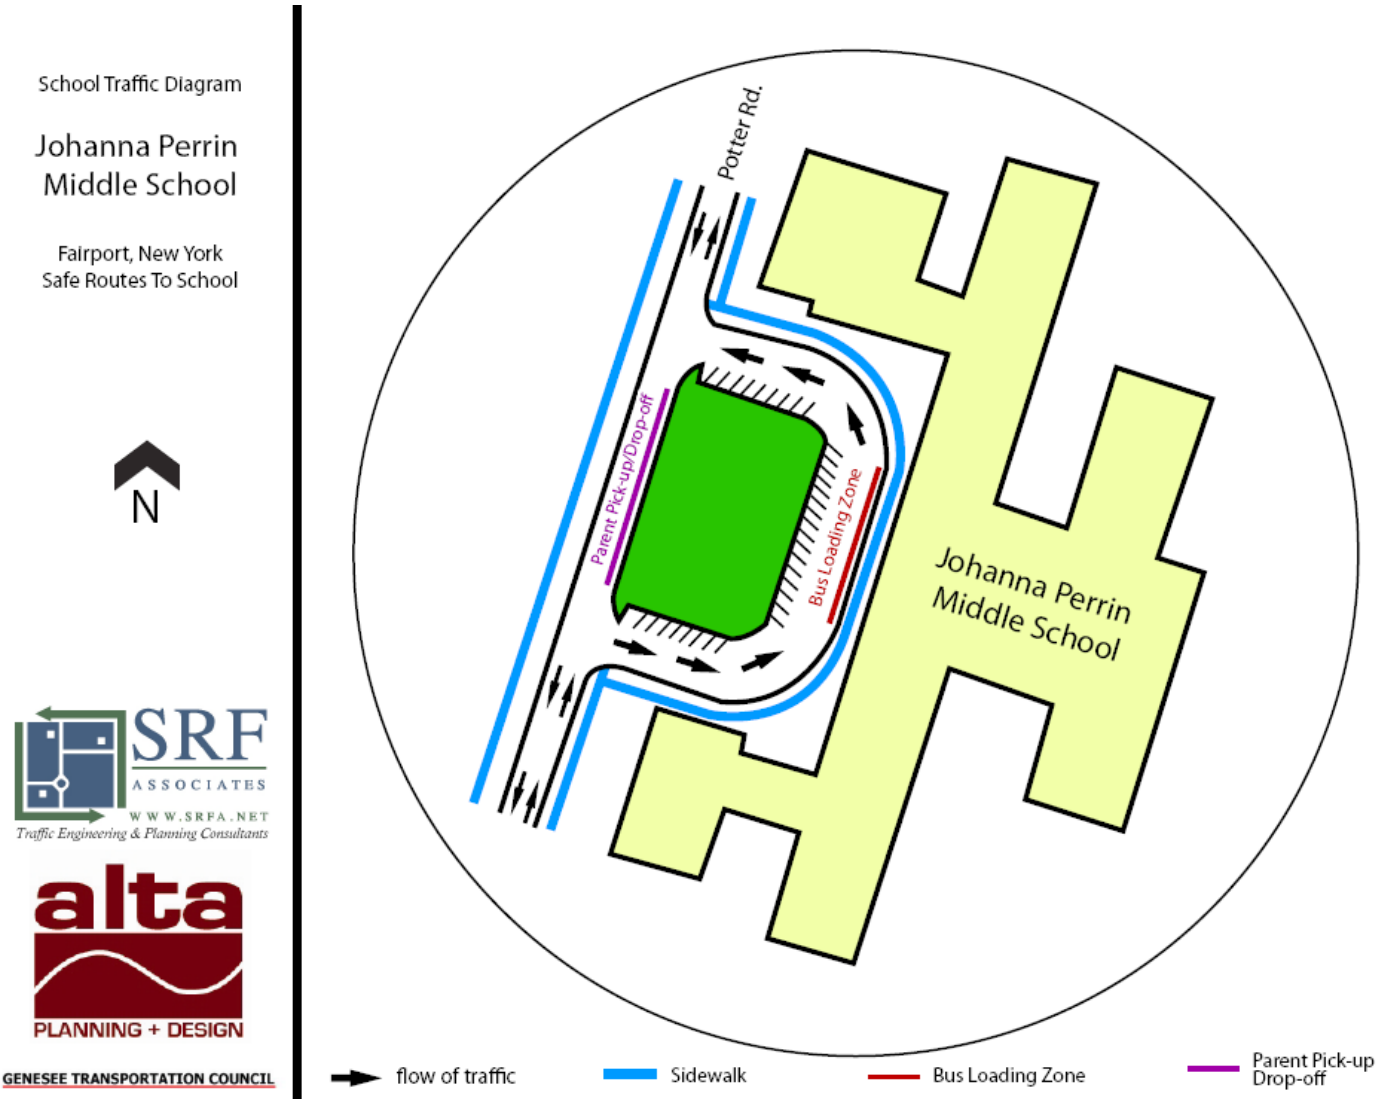 School Traffic Diagram
Johanna Perrin
Middle School
Fairport, New York
Safe Routes To School
N
SRF
ASSOCIATES
WWW.SRFA.NET
Traffic Engineering & Planning Consultants
alta
PLANNING + DESIGN
GENESEE TRANSPORTATION COUNCIL
Potter Rd.
Parent Pick-up/Drop-off
Bus Loading Zone
Johanna Perrin
Middle School
flow of traffic
Sidewalk
Bus Loading Zone
Parent Pick-up
Drop-off